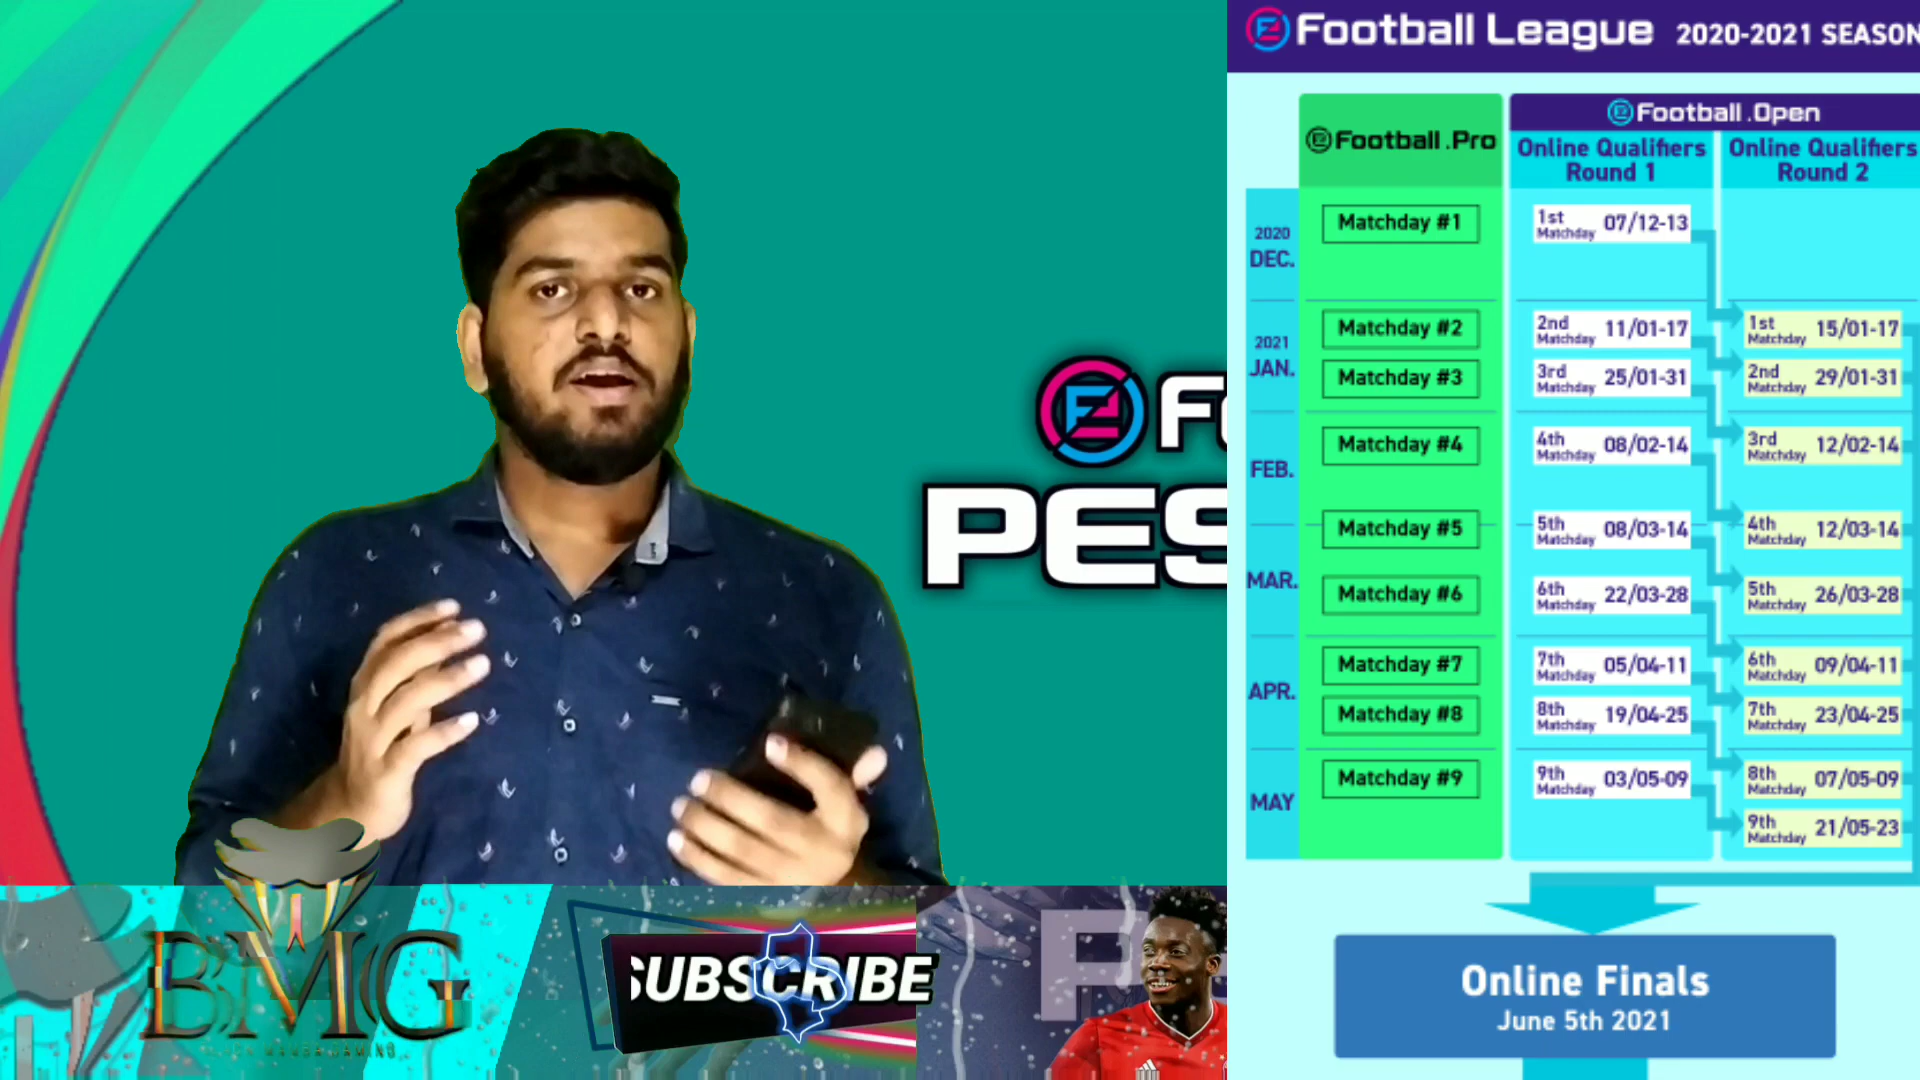 Football League 2020-2021 SEASON
Football.Pro
Football.Open
Online Qualifiers
Round 1
Online Qualifiers
Round 2
2020
DEC.
Matchday #1
1st
Matchday 07/12-13
2021
JAN.
Matchday #2
2nd
Matchday 11/01-17
1st
Matchday 15/01-17
Matchday #3
3rd
Matchday 25/01-31
2nd
Matchday 29/01-31
FEB.
Matchday #4
4th
Matchday 08/02-14
3rd
Matchday 12/02-14
MAR.
Matchday #5
5th
Matchday 08/03-14
4th
Matchday 12/03-14
Matchday #6
6th
Matchday 22/03-28
5th
Matchday 26/03-28
APR.
Matchday #7
7th
Matchday 05/04-11
6th
Matchday 09/04-11
Matchday #8
8th
Matchday 19/04-25
7th
Matchday 23/04-25
MAY
Matchday #9
9th
Matchday 03/05-09
8th
Matchday 07/05-09
9th
Matchday 21/05-23
Online Finals
June 5th 2021
PES
BMG
SUBSCRIBE
P